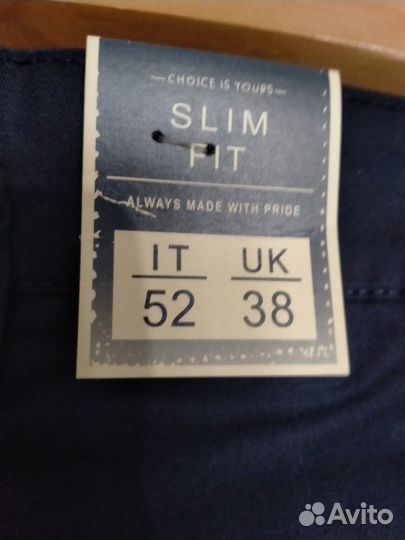 —CHOICE IS YOURS—
SLIM
FIT
ALWAYS MADE WITH PRIDE
IT UK
52 38
Avito